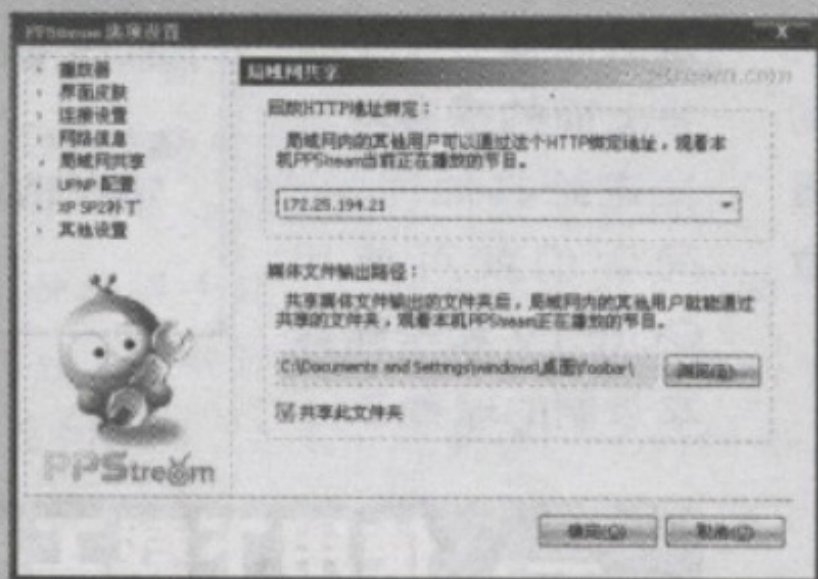 PPStream 选项设置
X
播放器
界面皮肤
连接设置
网络信息
局域网共享
UPNP 配置
XP SP2补丁
其他设置
PPStream
局域网共享
stream.com
回放HTTP地址绑定：
局域网内的其他用户可以通过这个HTTP绑定地址，观看本
机PPStream当前正在播放的节目。
172.25.194.21
媒体文件输出路径：
共享媒体文件输出的文件夹后，局域网内的其他用户就能通过
共享的文件夹，观看本机PPStream正在播放的节目。
C:\Documents and Settings\windows\桌面\foobar\
浏览(B)
共享此文件夹
确定(O)
取消(C)